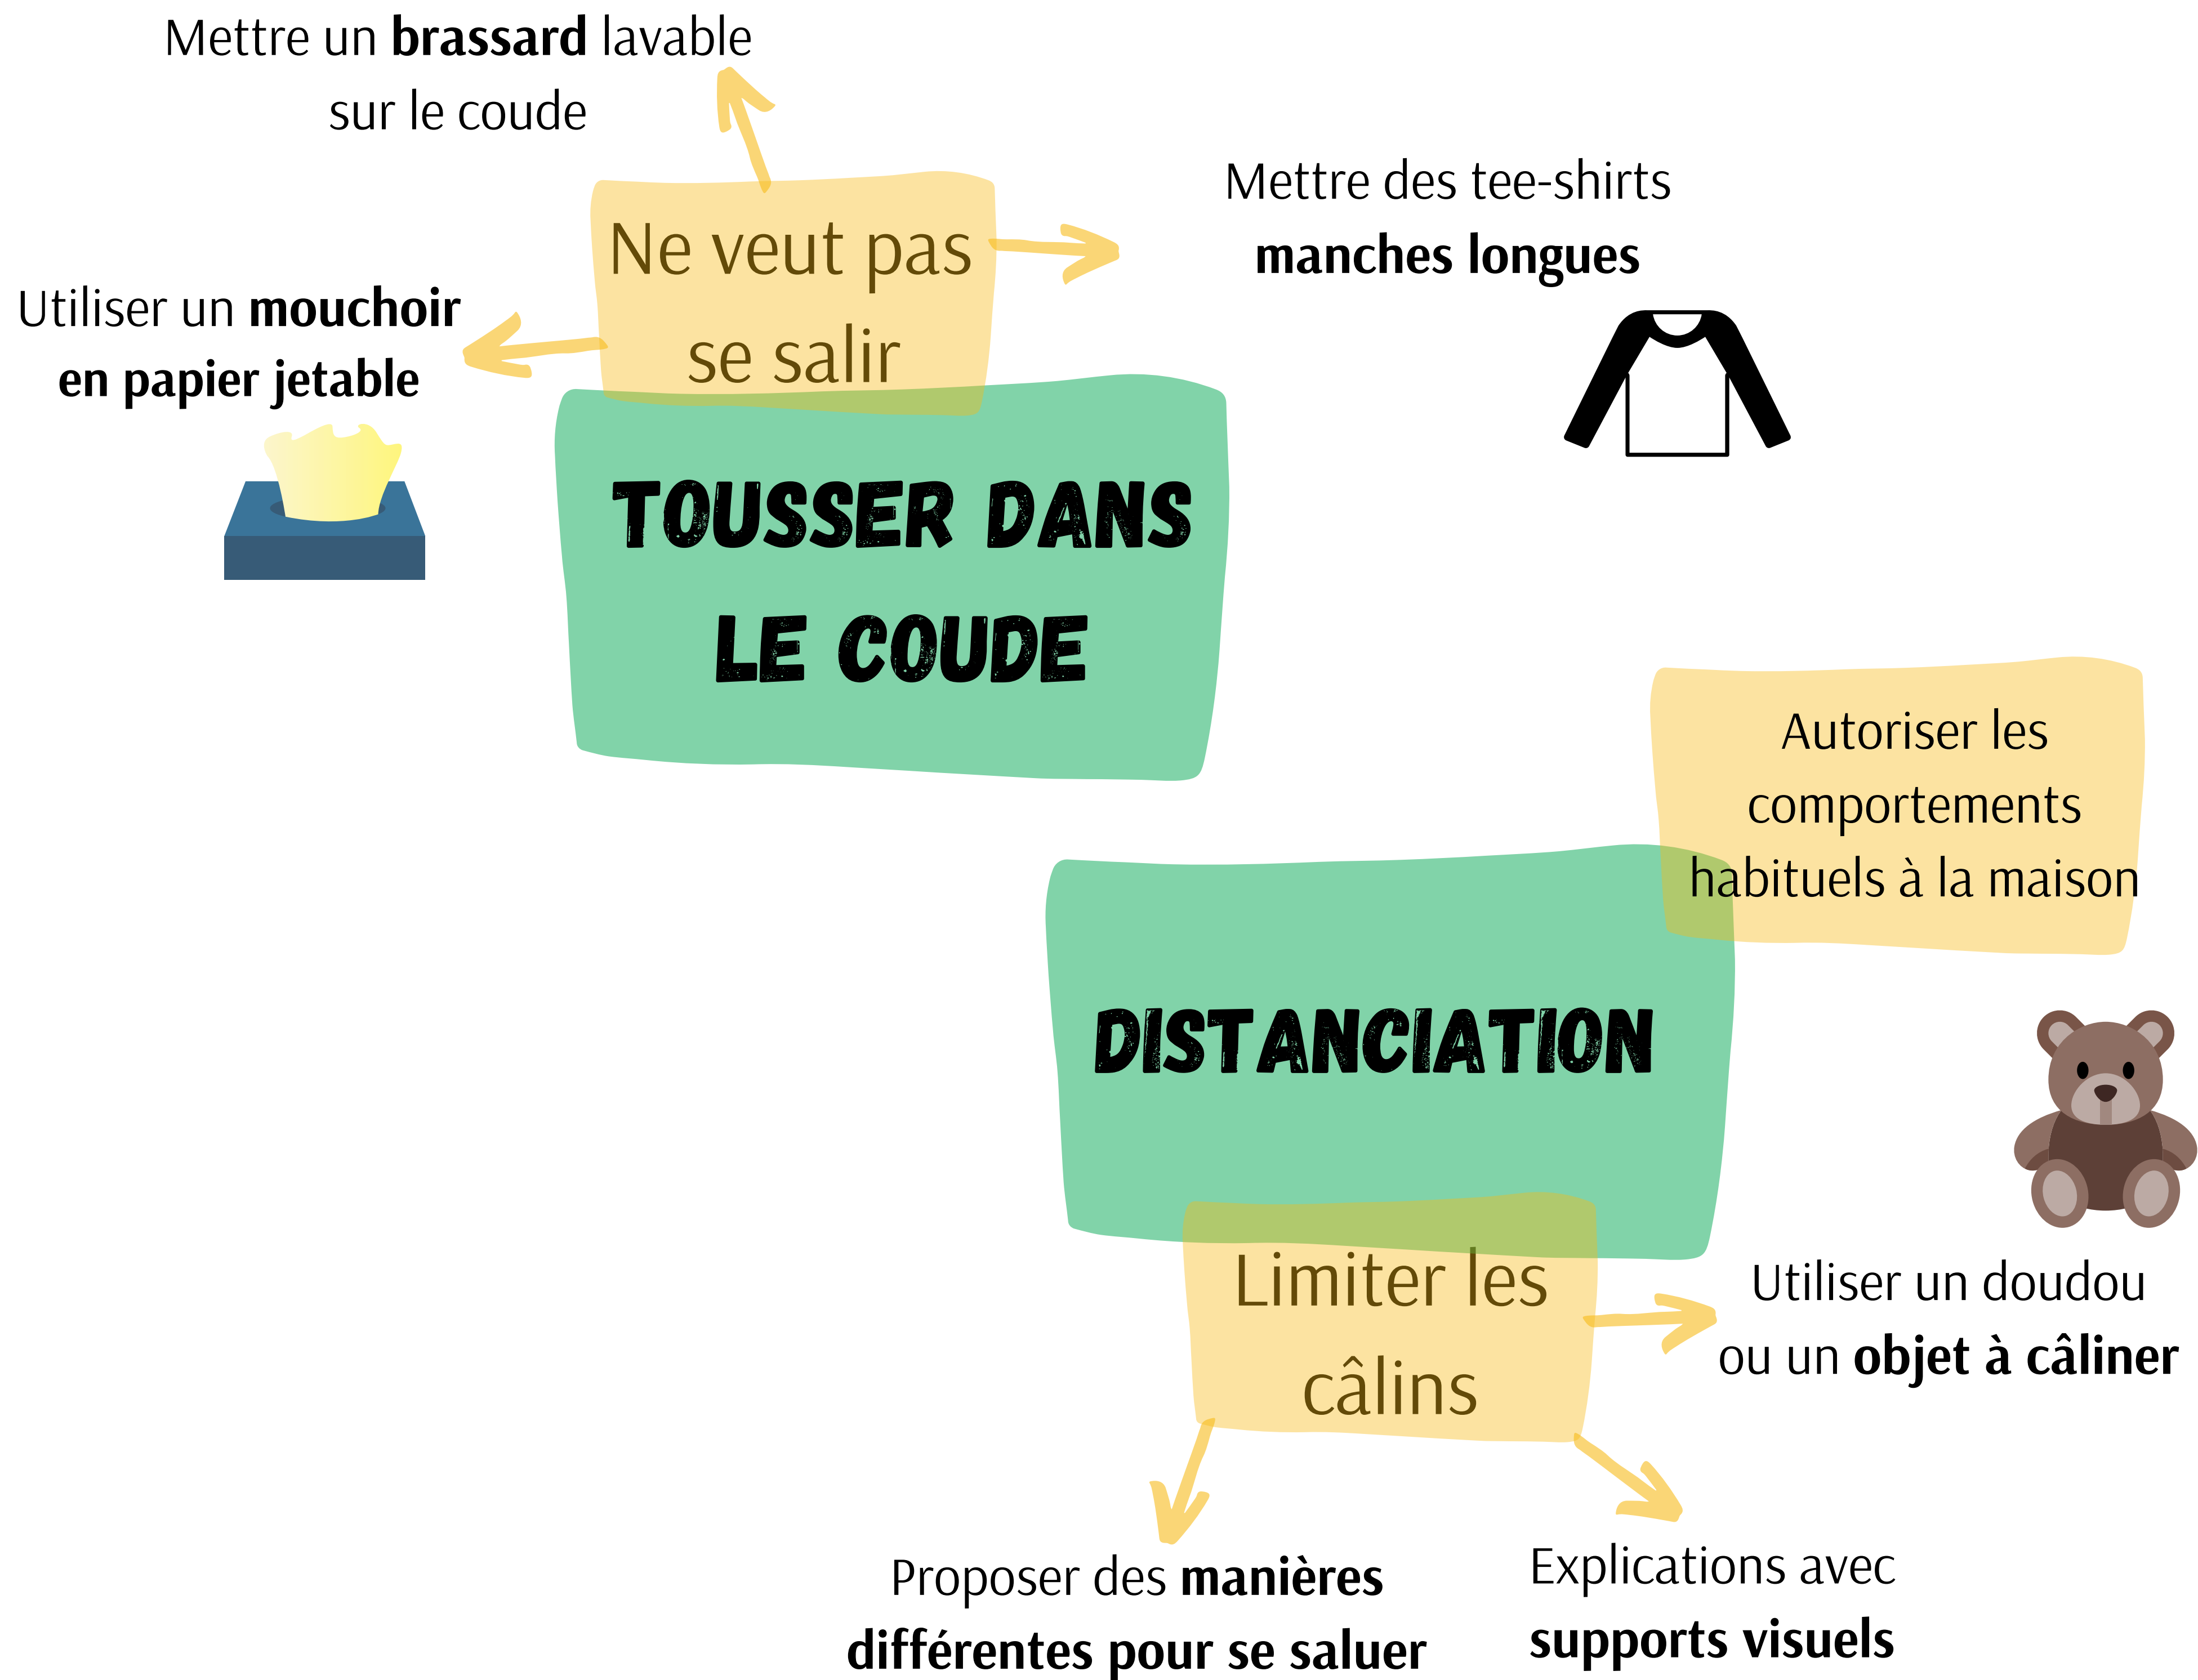 Mettre un brassard lavable
sur le coude
Mettre des tee-shirts
manches longues
Ne veut pas
se salir
Utiliser un mouchoir
en papier jetable
TOUSSER DANS
LE COUDE
Autoriser les
comportements
habituels à la maison
DISTANCIATION
Limiter les
câlins
Utiliser un doudou
ou un objet à câliner
Proposer des manières
différentes pour se saluer
Explications avec
supports visuels